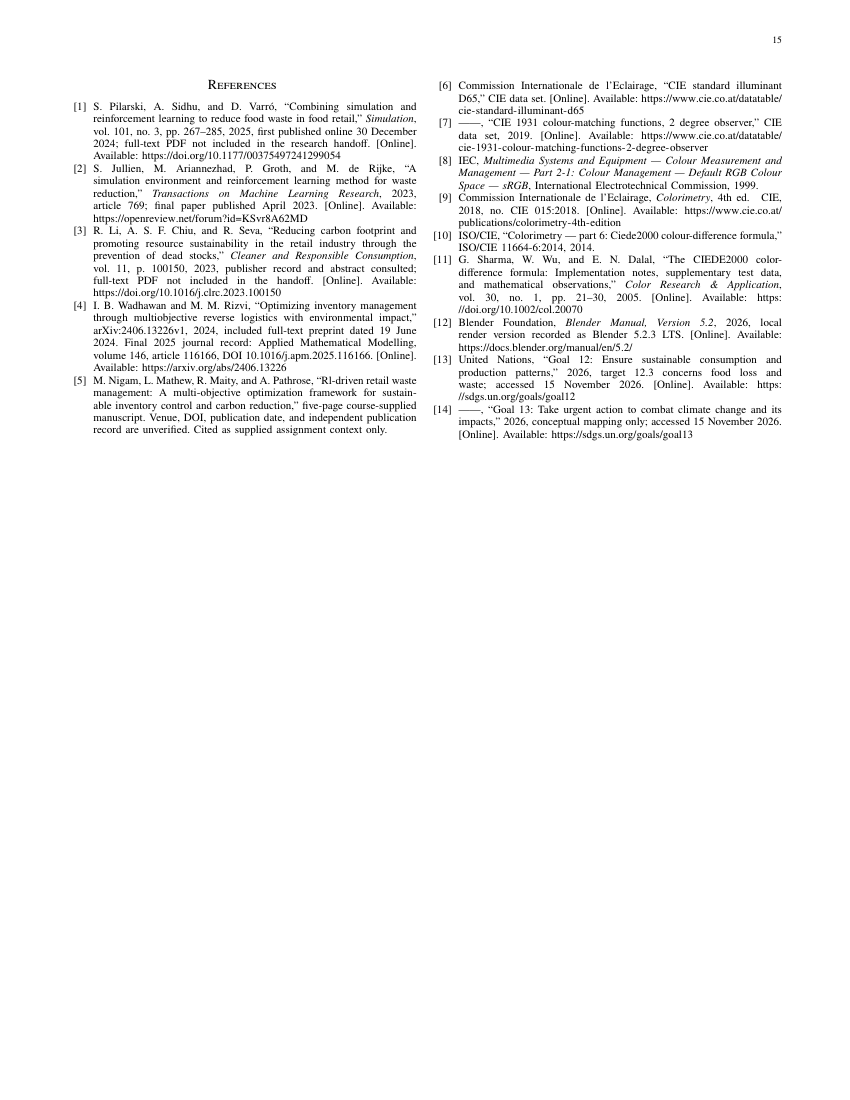 15
REFERENCES
[1] S. Pilarski, A. Sidhu, and D. Varró, “Combining simulation and
reinforcement learning to reduce food waste in food retail,” Simulation,
vol. 101, no. 3, pp. 267–285, 2025, first published online 30 December
2024; full-text PDF not included in the research handoff. [Online].
Available: https://doi.org/10.1177/00375497241299054
[2] S. Jullien, M. Ariannezhad, P. Groth, and M. de Rijke, “A
simulation environment and reinforcement learning method for waste
reduction,” Transactions on Machine Learning Research, 2023,
article 769; final paper published April 2023. [Online]. Available:
https://openreview.net/forum?id=KSvr8A62MD
[3] R. Li, A. S. F. Chiu, and R. Seva, “Reducing carbon footprint and
promoting resource sustainability in the retail industry through the
prevention of dead stocks,” Cleaner and Responsible Consumption,
vol. 11, p. 100150, 2023, publisher record and abstract consulted;
full-text PDF not included in the handoff. [Online]. Available:
https://doi.org/10.1016/j.clrc.2023.100150
[4] I. B. Wadhawan and M. M. Rizvi, “Optimizing inventory management
through multiobjective reverse logistics with environmental impact,”
arXiv:2406.13226v1, 2024, included full-text preprint dated 19 June
2024. Final 2025 journal record: Applied Mathematical Modelling,
volume 146, article 116166, DOI 10.1016/j.apm.2025.116166. [Online].
Available: https://arxiv.org/abs/2406.13226
[5] M. Nigam, L. Mathew, R. Maity, and A. Pathrose, “Rl-driven retail waste
management: A multi-objective optimization framework for sustain-
able inventory control and carbon reduction,” five-page course-supplied
manuscript. Venue, DOI, publication date, and independent publication
record are unverified. Cited as supplied assignment context only.
[6] Commission Internationale de l’Eclairage, “CIE standard illuminant
D65,” CIE data set. [Online]. Available: https://www.cie.co.at/datatable/
cie-standard-illuminant-d65
[7] ——, “CIE 1931 colour-matching functions, 2 degree observer,” CIE
data set, 2019. [Online]. Available: https://www.cie.co.at/datatable/
cie-1931-colour-matching-functions-2-degree-observer
[8] IEC, Multimedia Systems and Equipment — Colour Measurement and
Management — Part 2-1: Colour Management — Default RGB Colour
Space — sRGB, International Electrotechnical Commission, 1999.
[9] Commission Internationale de l’Eclairage, Colorimetry, 4th ed. CIE,
2018, no. CIE 015:2018. [Online]. Available: https://www.cie.co.at/
publications/colorimetry-4th-edition
[10] ISO/CIE, “Colorimetry — part 6: Ciede2000 colour-difference formula,”
ISO/CIE 11664-6:2014, 2014.
[11] G. Sharma, W. Wu, and E. N. Dalal, “The CIEDE2000 color-
difference formula: Implementation notes, supplementary test data,
and mathematical observations,” Color Research & Application,
vol. 30, no. 1, pp. 21–30, 2005. [Online]. Available: https:
//doi.org/10.1002/col.20070
[12] Blender Foundation, Blender Manual, Version 5.2, 2026, local
render version recorded as Blender 5.2.3 LTS. [Online]. Available:
https://docs.blender.org/manual/en/5.2/
[13] United Nations, “Goal 12: Ensure sustainable consumption and
production patterns,” 2026, target 12.3 concerns food loss and
waste; accessed 15 November 2026. [Online]. Available: https:
//sdgs.un.org/goals/goal12
[14] ——, “Goal 13: Take urgent action to combat climate change and its
impacts,” 2026, conceptual mapping only; accessed 15 November 2026.
[Online]. Available: https://sdgs.un.org/goals/goal13